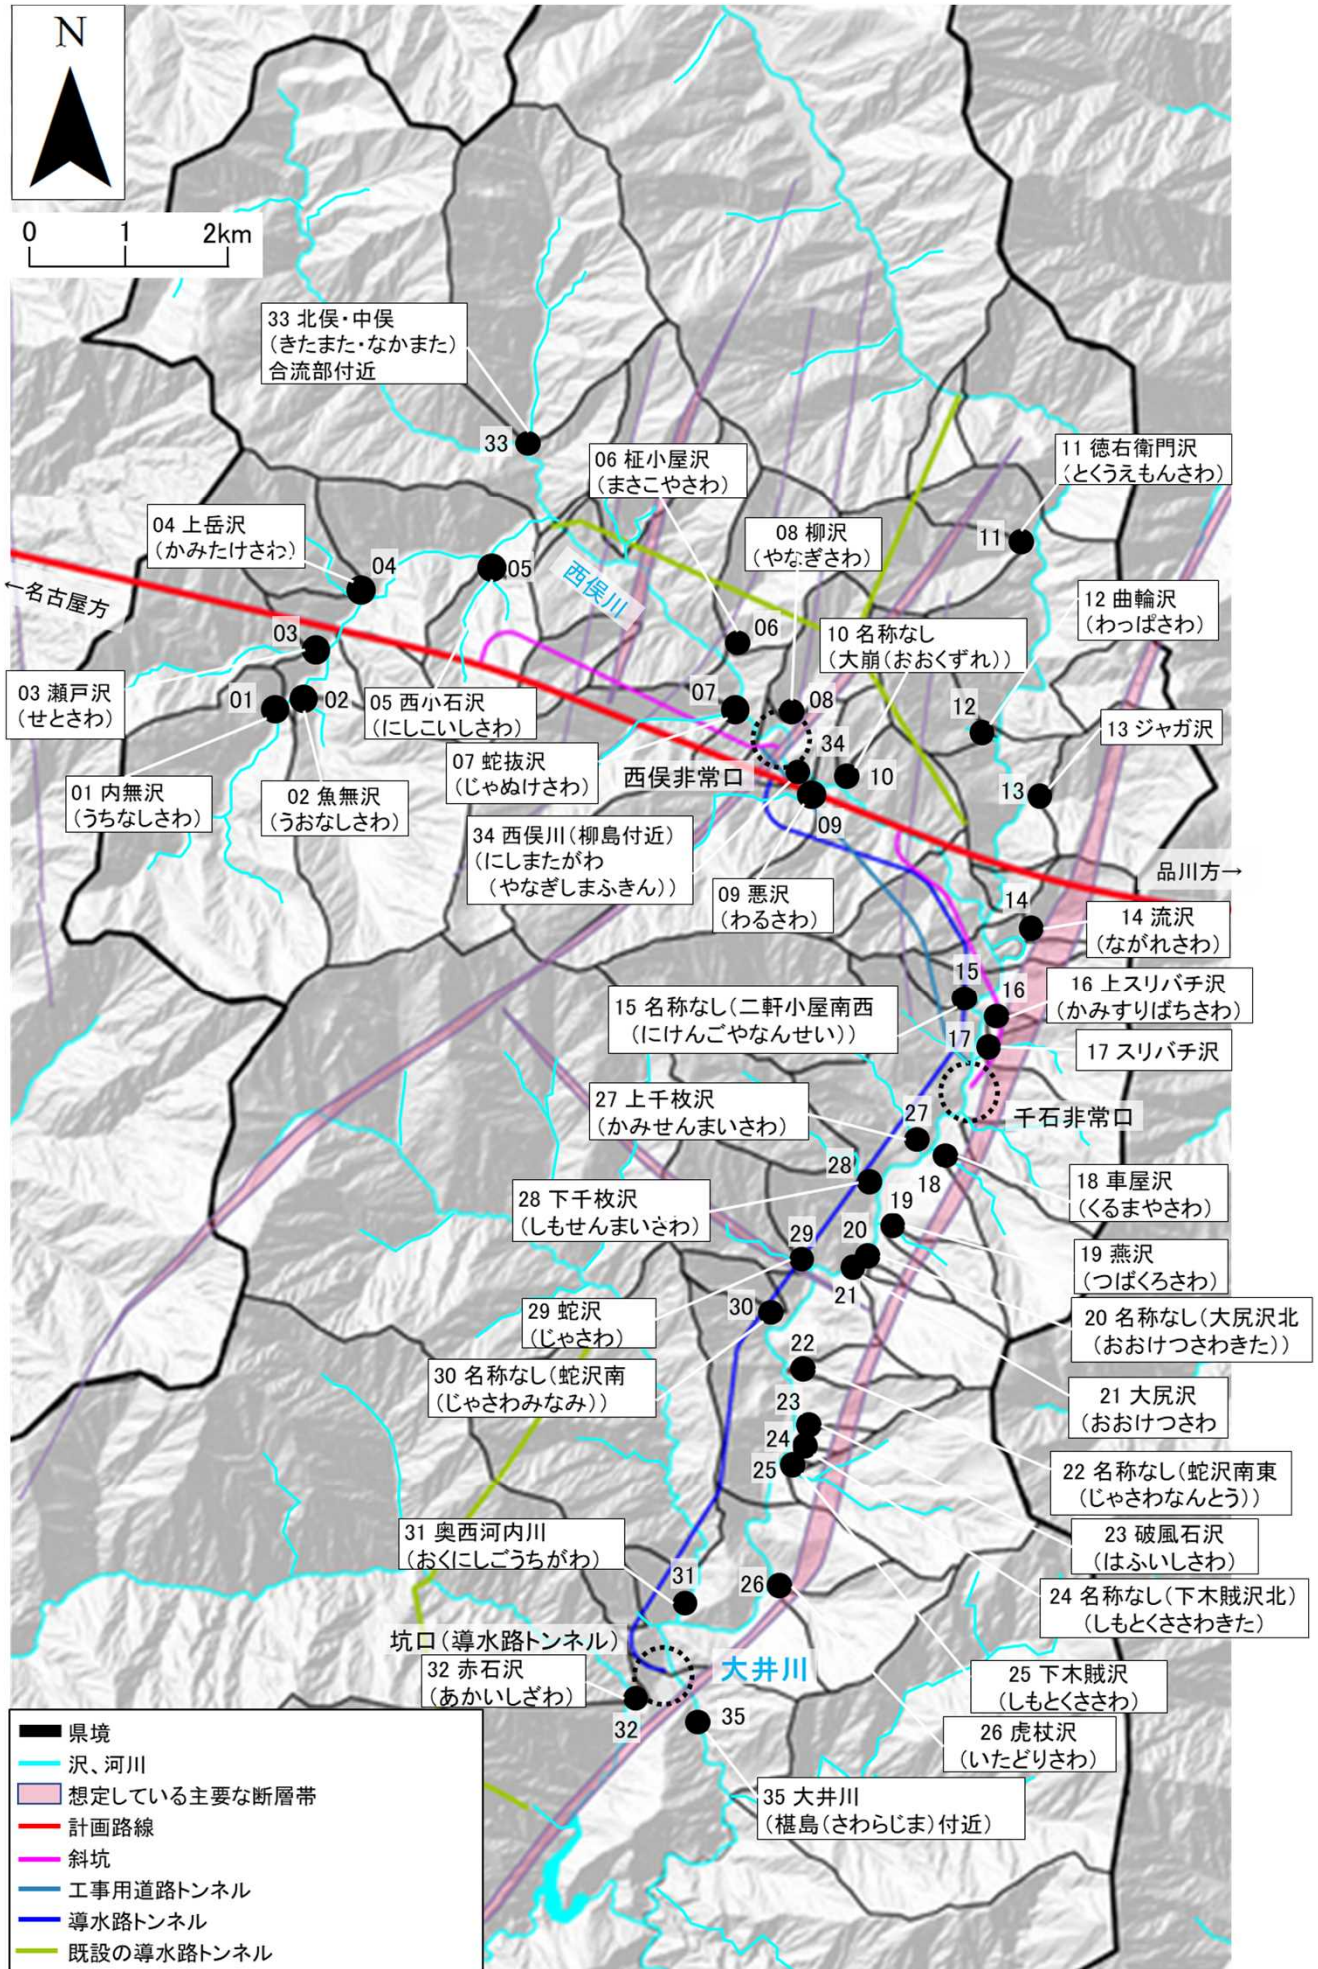 N
0 1 2km
33 北俣・中俣
(きたまた・なかまた)
合流部付近
33
06 柾小屋沢
(まさこやさわ)
11 徳右衛門沢
(とくうえもんさわ)
04 上岳沢
(かみたけさわ)
08 柳沢
(やなぎさわ)
11
04
05
←名古屋方
西俣川
12 曲輪沢
(わっぱさわ)
06
10 名称なし
(大崩(おおくずれ))
03
03 瀬戸沢
(せとさわ)
01
02
05 西小石沢
(にしこいしさわ)
07
08
12
13 ジャガ沢
07 蛇抜沢
(じゃぬけさわ)
34
西俣非常口
10
01 内無沢
(うちなしさわ)
02 魚無沢
(うおなしさわ)
13
09
34 西俣川(柳島付近)
(にしまたがわ
(やなぎしまふきん))
09 悪沢
(わるさわ)
品川方→
14
14 流沢
(ながれさわ)
15
16
15 名称なし(二軒小屋南西
(にけんごやなんせい))
16 上スリバチ沢
(かみすりばちさわ)
17
17 スリバチ沢
27 上千枚沢
(かみせんまいさわ)
千石非常口
27
28
18
28 下千枚沢
(しもせんまいさわ)
18 車屋沢
(くるまやさわ)
19
20
29
19 燕沢
(つばくろさわ)
21
29 蛇沢
(じゃさわ)
30
20 名称なし(大尻沢北
(おおけつさわきた))
22
30 名称なし(蛇沢南
(じゃさわみなみ))
21 大尻沢
(おおけつさわ
23
24
25
22 名称なし(蛇沢南東
(じゃさわなんとう))
31 奥西河内川
(おくにしごうちがわ)
23 破風石沢
(はふいしさわ)
31
26
24 名称なし(下木賊沢北)
(しもとくささわきた)
坑口(導水路トンネル)
大井川
32 赤石沢
(あかいしざわ)
25 下木賊沢
(しもとくささわ)
32
35
26 虎杖沢
(いたどりさわ)
35 大井川
(椹島(さわらじま)付近)
県境
沢、河川
想定している主要な断層帯
計画路線
斜坑
工事用道路トンネル
導水路トンネル
既設の導水路トンネル